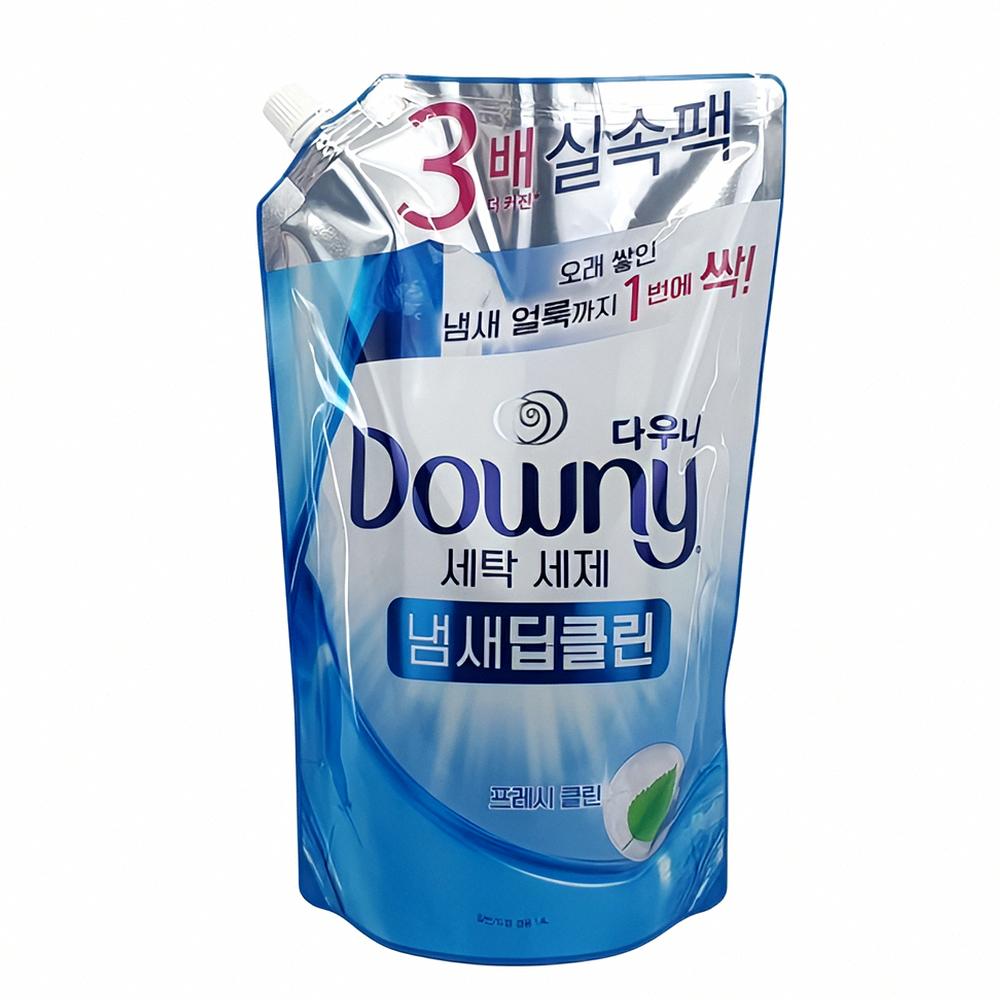 3배 실속팩
더 커진*
오래 쌓인
냄새 얼룩까지 1번에 싹!
다우니
Downy
세탁 세제
냄새딥클린
프레시 클린